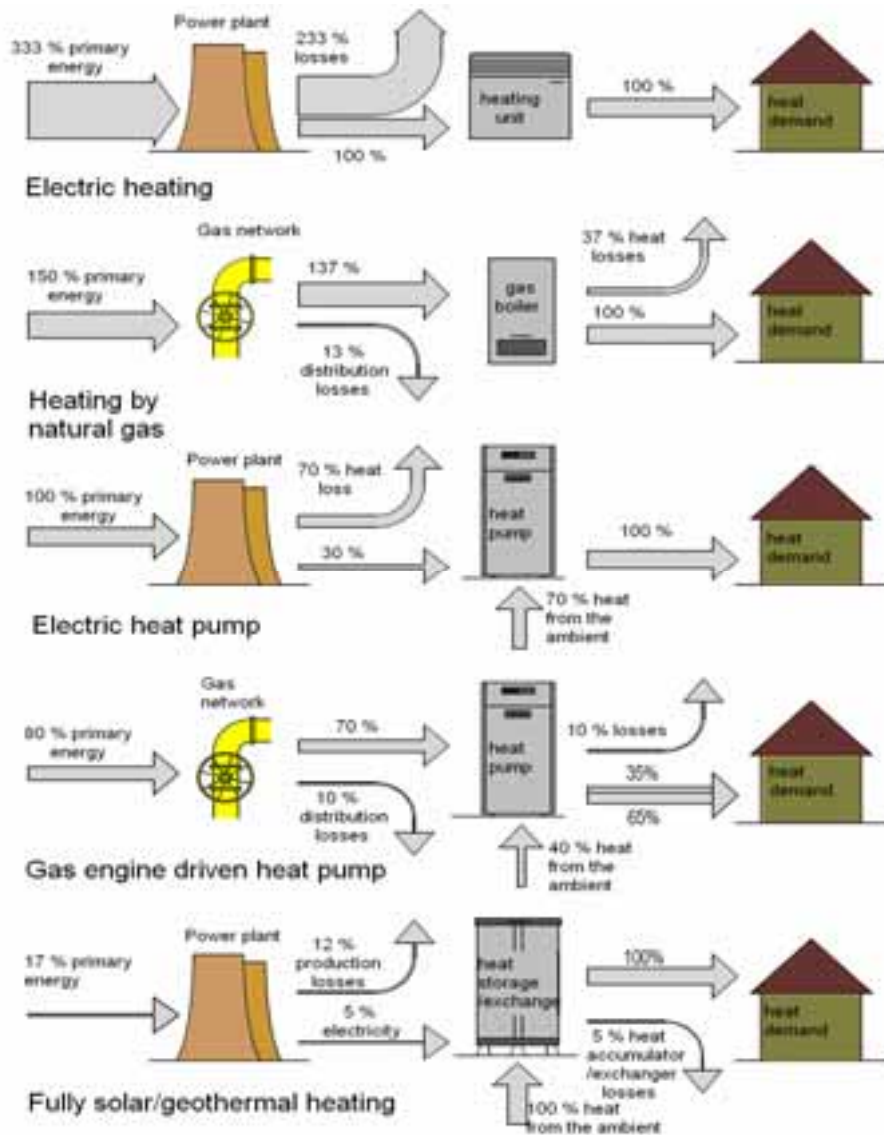 Power plant
333 % primary
energy
233 %
losses
100 %
heating
unit
100 %
heat
demand
Electric heating
Gas network
150 % primary
energy
137 %
13 %
distribution
losses
gas
boiler
37 % heat
losses
100 %
heat
demand
Heating by
natural gas
Power plant
100 % primary
energy
70 % heat
loss
30 %
heat
pump
100 %
70 % heat
from the
ambient
heat
demand
Electric heat pump
Gas
network
80 % primary
energy
70 %
10 %
distribution
losses
heat
pump
10 % losses
35%
65%
40 % heat
from the
ambient
heat
demand
Gas engine driven heat pump
Power plant
17 % primary
energy
12 %
production
losses
5 %
electricity
heat
storage
/exchange
100%
5 % heat
accumulator
/exchanger
losses
100 % heat
from the ambient
heat
demand
Fully solar/geothermal heating